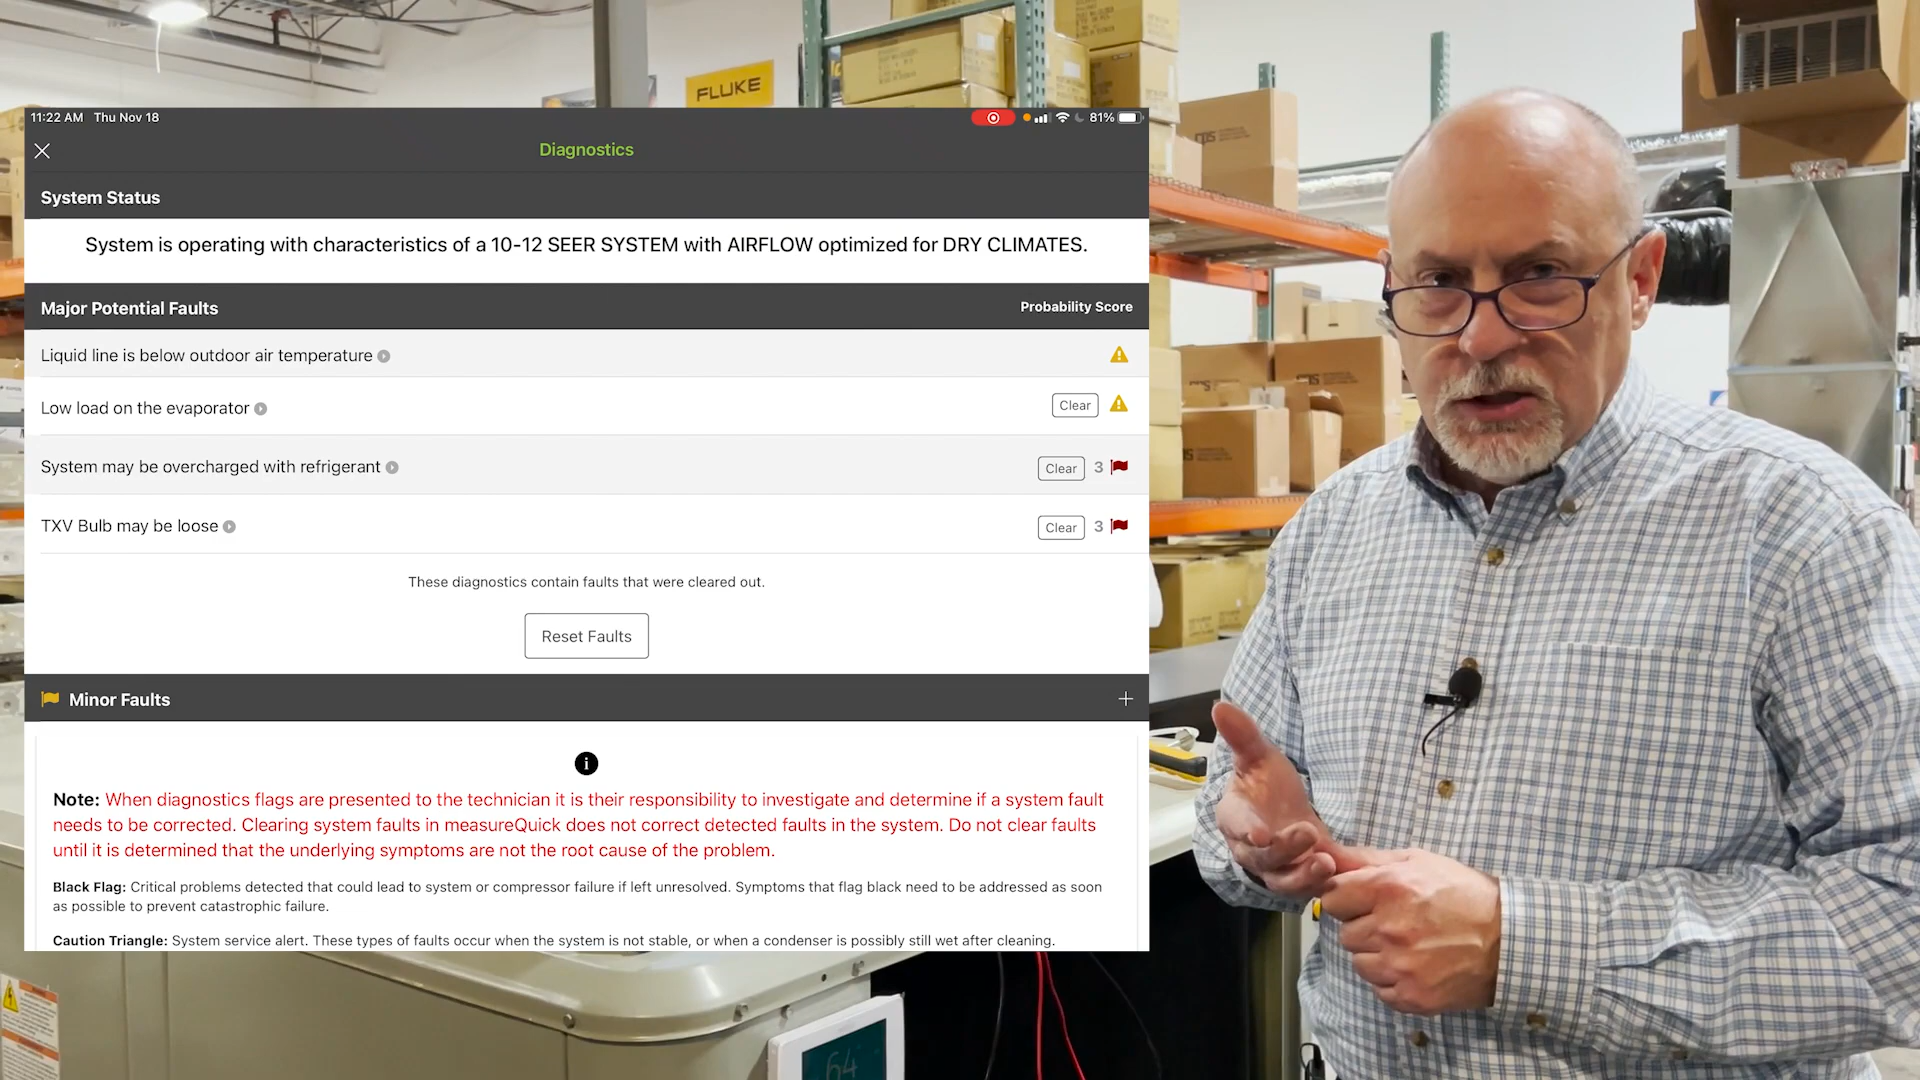 FLUKE
11:22 AM Thu Nov 18
81%
Diagnostics
System Status
System is operating with characteristics of a 10-12 SEER SYSTEM with AIRFLOW optimized for DRY CLIMATES.
Major Potential Faults
Probability Score
Liquid line is below outdoor air temperature
Low load on the evaporator
Clear
System may be overcharged with refrigerant
Clear 3
TXV Bulb may be loose
Clear 3
These diagnostics contain faults that were cleared out.
Reset Faults
Minor Faults
Note: When diagnostics flags are presented to the technician it is their responsibility to investigate and determine if a system fault
needs to be corrected. Clearing system faults in measureQuick does not correct detected faults in the system. Do not clear faults
until it is determined that the underlying symptoms are not the root cause of the problem.
Black Flag: Critical problems detected that could lead to system or compressor failure if left unresolved. Symptoms that flag black need to be addressed as soon
as possible to prevent catastrophic failure.
Caution Triangle: System service alert. These types of faults occur when the system is not stable, or when a condenser is possibly still wet after cleaning.
64